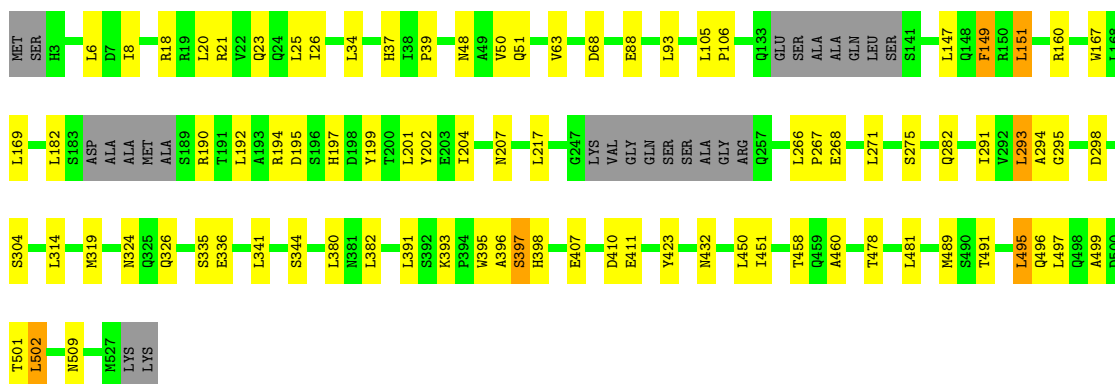 MET SER H3 L6 D7 I8 R18 R19 L20 R21 V22 Q23 Q24 L25 I26 L34 H37 I38 P39 N48 A49 V50 Q51 V63 D68 E88 L93 L105 P106 Q133 GLU SER ALA ALA GLN LEU SER S141 L147 Q148 F149 R150 L151 R160 W167 L168
L169 L182 S183 ASP ALA ALA MET ALA S189 R190 T191 L192 A193 R194 D195 S196 H197 D198 Y199 T200 L201 Y202 E203 I204 N207 L217 G247 LYS VAL GLY GLN SER SER ALA GLY ARG Q257 L266 P267 E268 L271 S275 Q282 I291 V292 L293 A294 G295 D298
S304 L314 M319 N324 Q325 Q326 S335 E336 L341 S344 L380 N381 L382 L391 S392 K393 P394 W395 A396 S397 H398 E407 D410 E411 Y423 N432 L450 I451 T458 Q459 A460 T478 L481 M489 S490 T491 L495 Q496 L497 Q498 A499 D500
T501 L502 N509 M527 LYS LYS